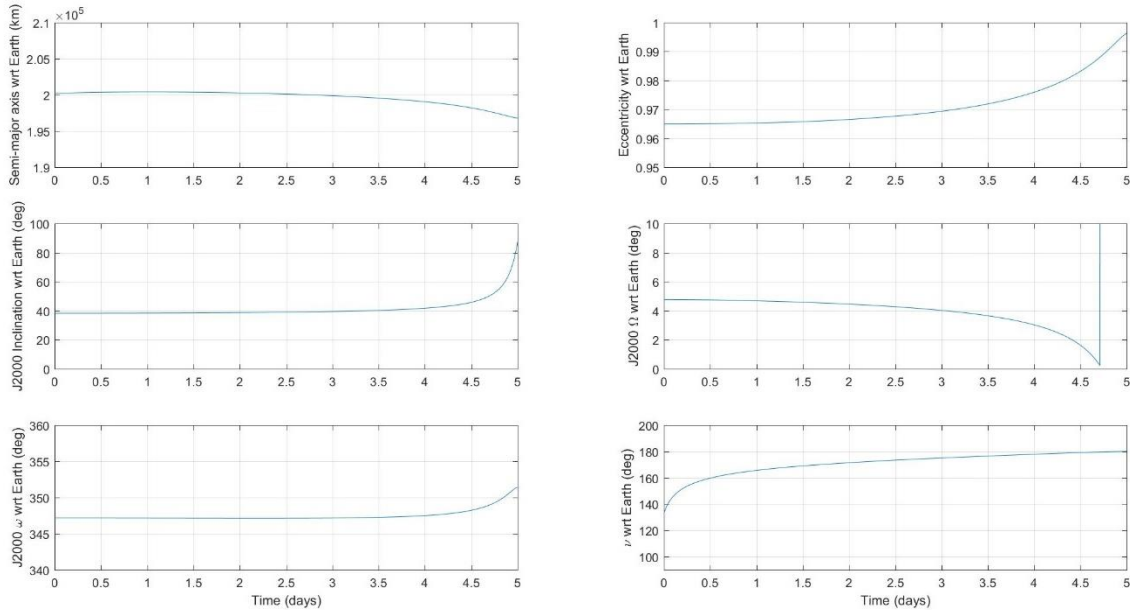 ×10⁵
2.1
2.05
2
1.95
1.9
Semi-major axis wrt Earth (km)
0 0.5 1 1.5 2 2.5 3 3.5 4 4.5 5
1
0.99
0.98
0.97
0.96
0.95
Eccentricity wrt Earth
0 0.5 1 1.5 2 2.5 3 3.5 4 4.5 5
100
80
60
40
20
0
J2000 Inclination wrt Earth (deg)
0 0.5 1 1.5 2 2.5 3 3.5 4 4.5 5
10
8
6
4
2
0
J2000 Ω wrt Earth (deg)
0 0.5 1 1.5 2 2.5 3 3.5 4 4.5 5
360
355
350
345
340
J2000 ω wrt Earth (deg)
0 0.5 1 1.5 2 2.5 3 3.5 4 4.5 5
Time (days)
200
180
160
140
120
100
ν wrt Earth (deg)
0 0.5 1 1.5 2 2.5 3 3.5 4 4.5 5
Time (days)